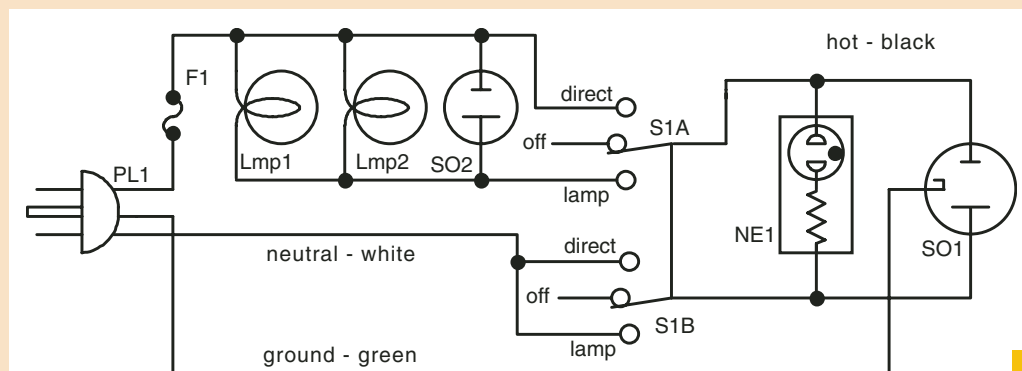 hot - black
F1
direct
S1A
off
Lmp1
Lmp2
SO2
PL1
lamp
NE1
SO1
direct
neutral - white
off
S1B
lamp
ground - green